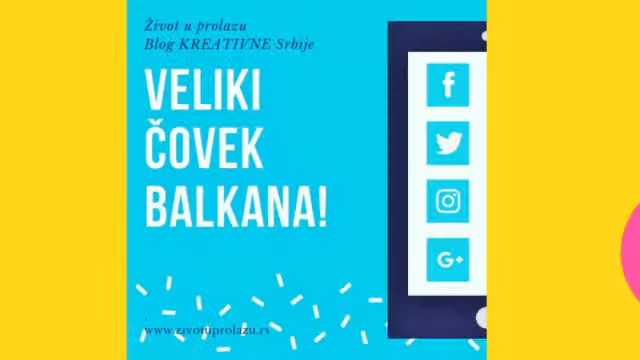 Život u prolazu
Blog KREATIVNE Srbije
VELIKI
ČOVEK
BALKANA!
f
G+
www.zivotuprolazu.rs